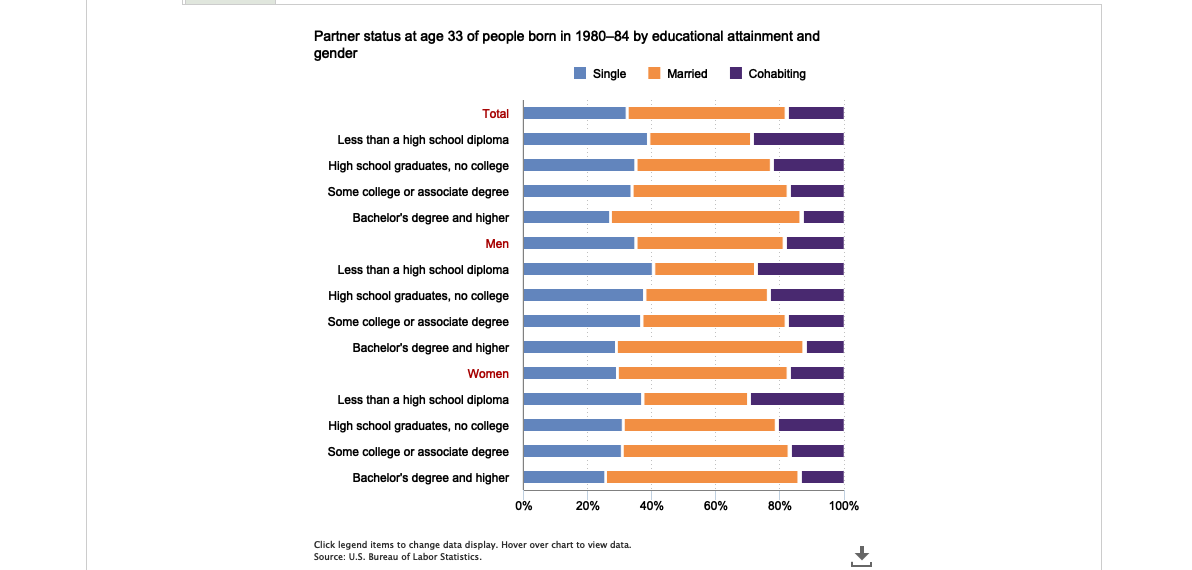 Partner status at age 33 of people born in 1980–84 by educational attainment and
gender
Single Married Cohabiting
Total
Less than a high school diploma
High school graduates, no college
Some college or associate degree
Bachelor's degree and higher
Men
Less than a high school diploma
High school graduates, no college
Some college or associate degree
Bachelor's degree and higher
Women
Less than a high school diploma
High school graduates, no college
Some college or associate degree
Bachelor's degree and higher
0% 20% 40% 60% 80% 100%
Click legend items to change data display. Hover over chart to view data.
Source: U.S. Bureau of Labor Statistics.